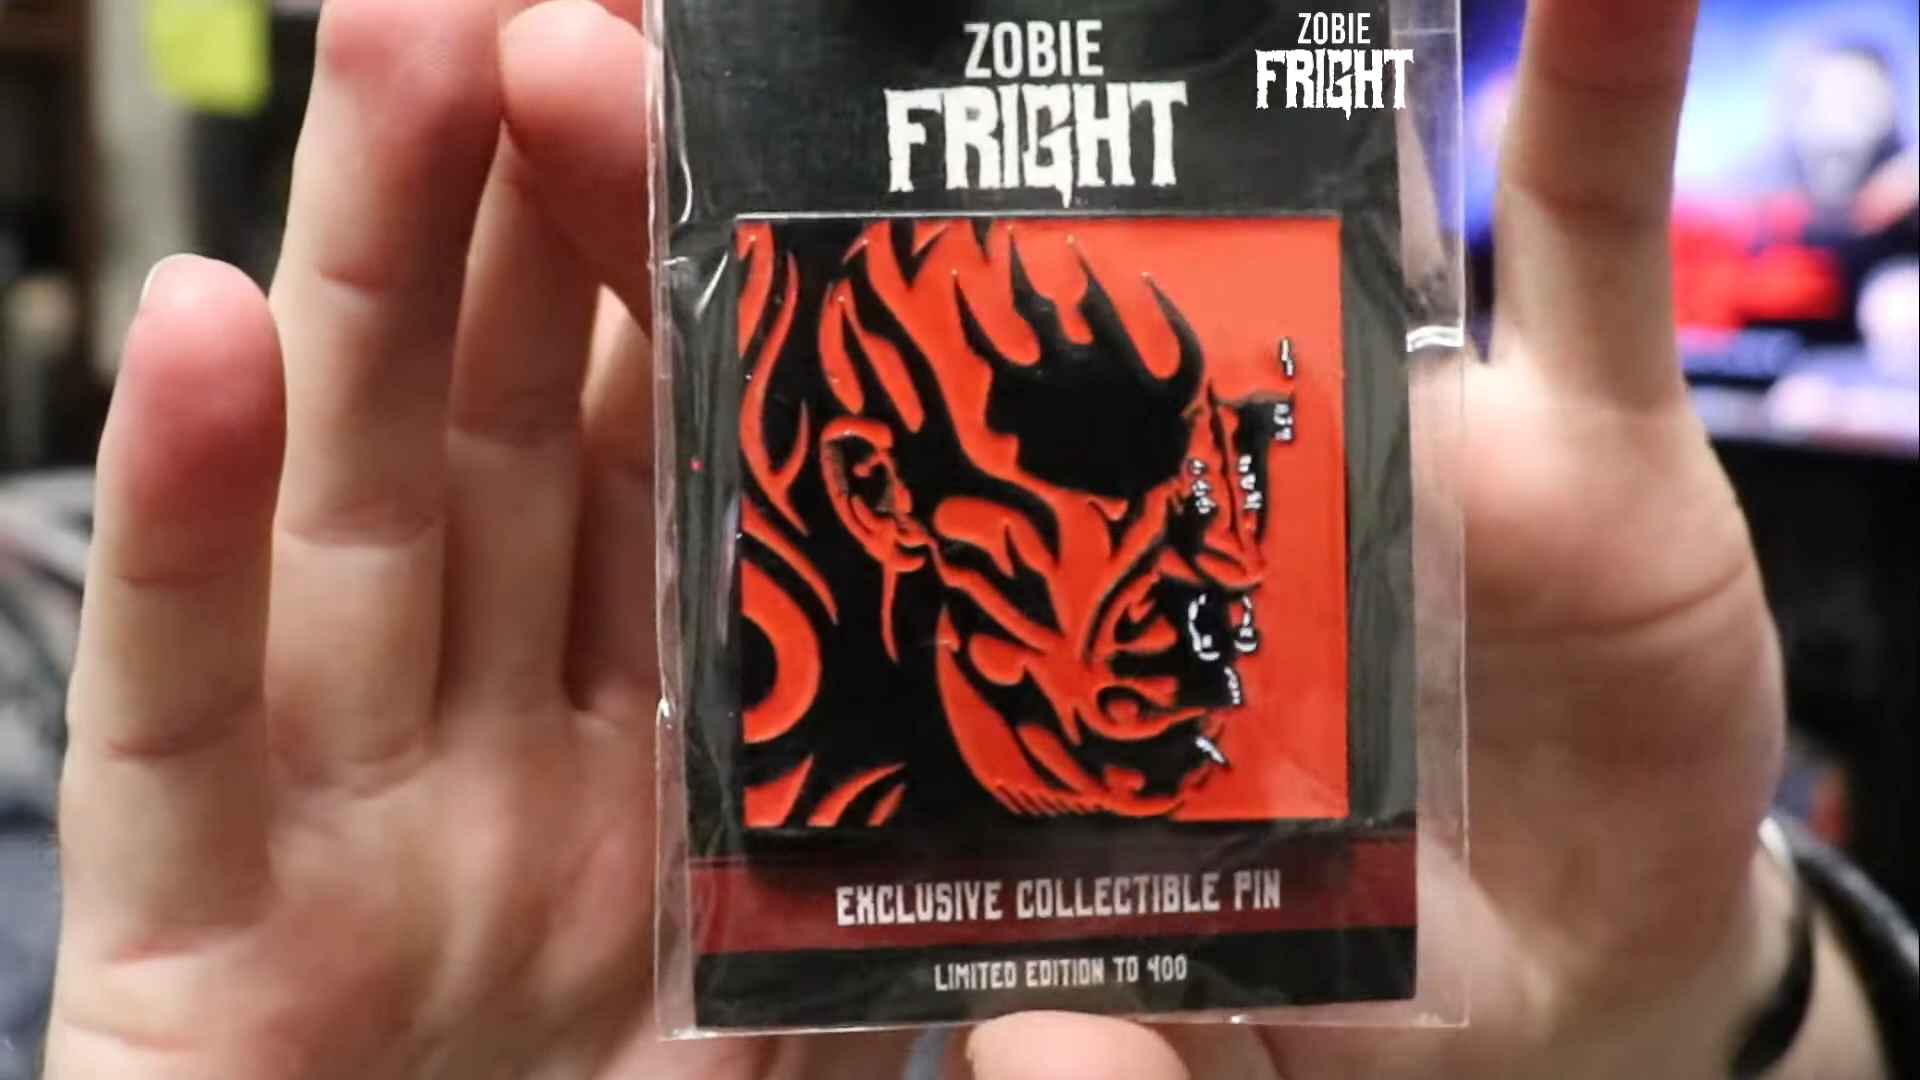 ZOBIE
FRIGHT
ZOBIE
FRIGHT
EXCLUSIVE COLLECTIBLE PIN
LIMITED EDITION TO 400